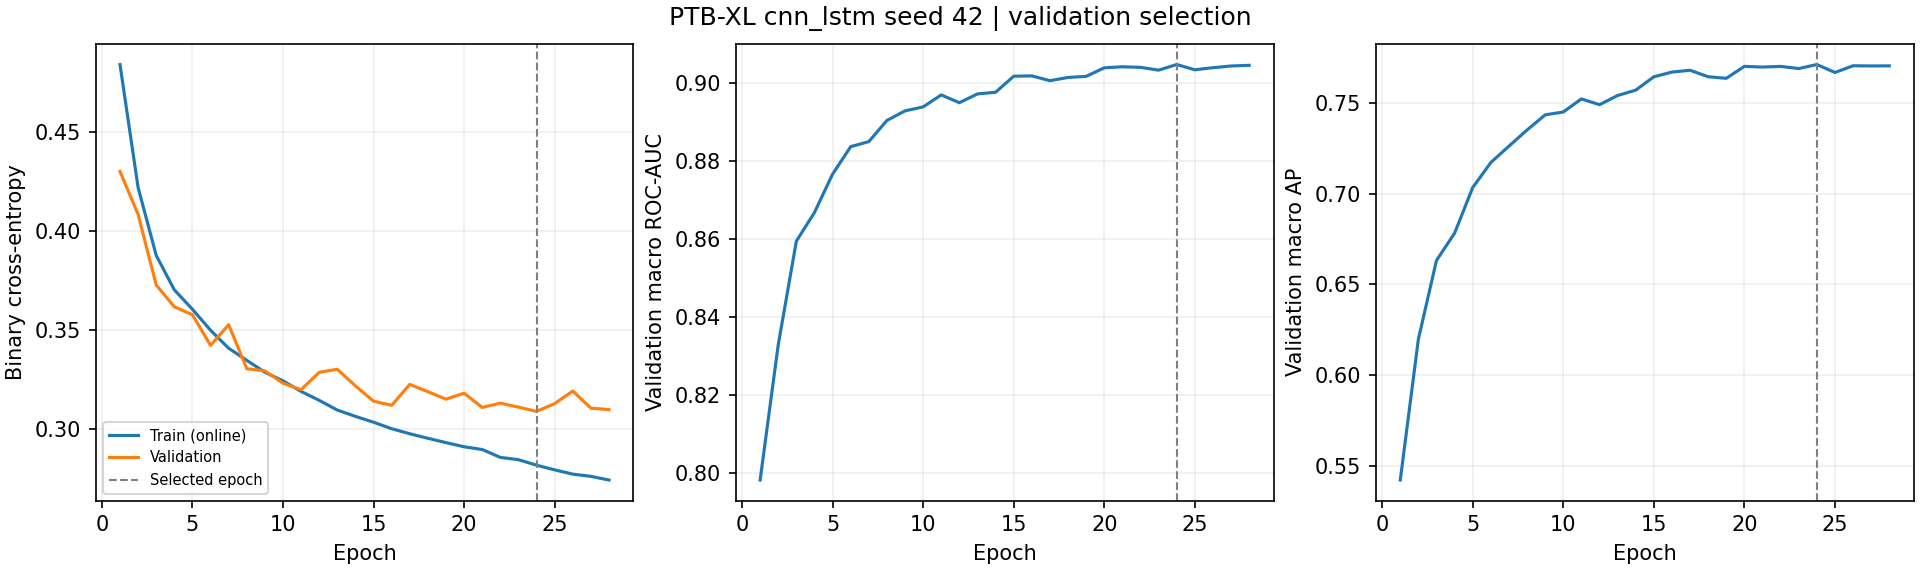 PTB-XL cnn_lstm seed 42 | validation selection
Binary cross-entropy
0.45
0.40
0.35
0.30
Train (online)
Validation
Selected epoch
0 5 10 15 20 25
Epoch
Validation macro ROC-AUC
0.90
0.88
0.86
0.84
0.82
0.80
0 5 10 15 20 25
Epoch
Validation macro AP
0.75
0.70
0.65
0.60
0.55
0 5 10 15 20 25
Epoch